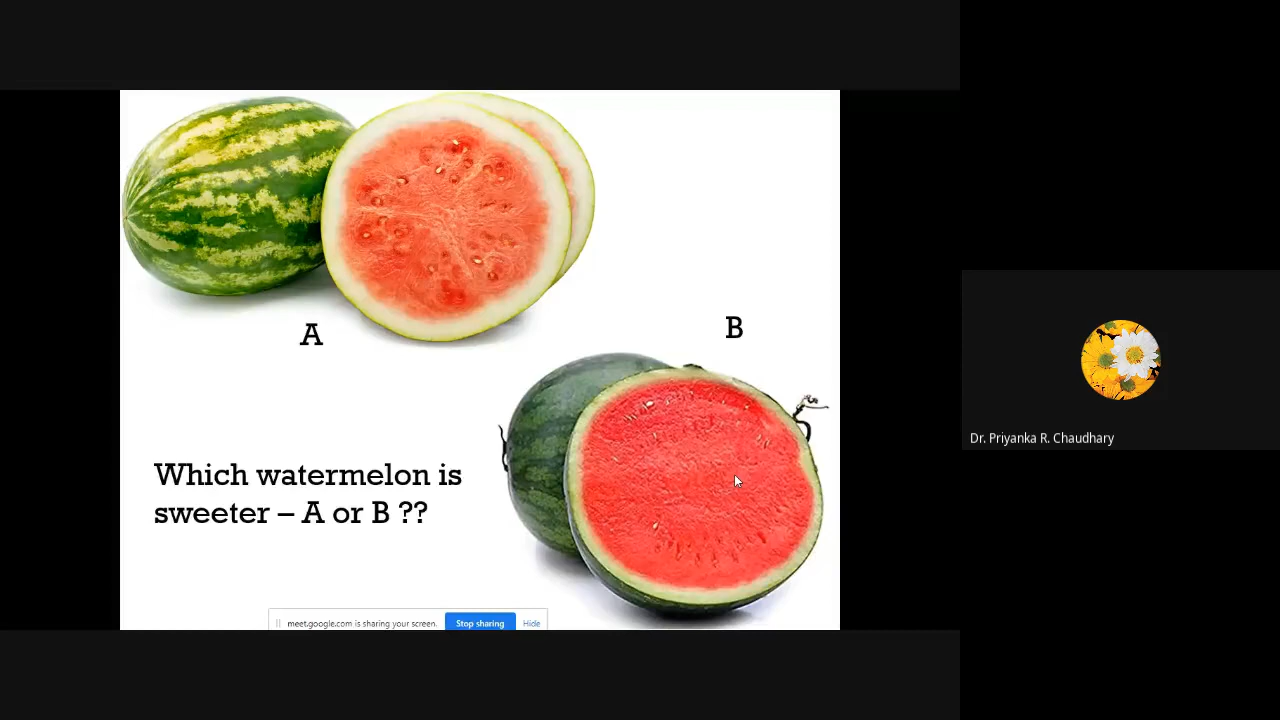 A
B
Which watermelon is
sweeter – A or B ??
meet.google.com is sharing your screen.
Stop sharing
Hide
Dr. Priyanka R. Chaudhary